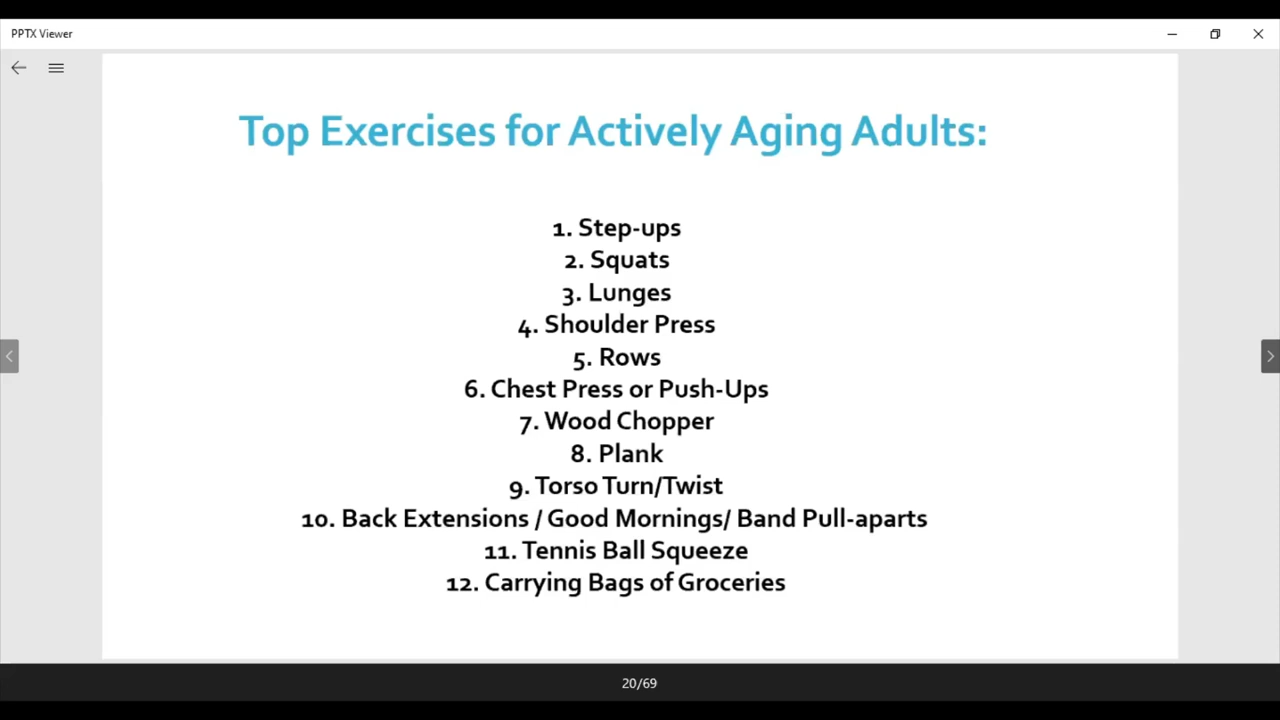 PPTX Viewer
Top Exercises for Actively Aging Adults:
1. Step-ups
2. Squats
3. Lunges
4. Shoulder Press
5. Rows
6. Chest Press or Push-Ups
7. Wood Chopper
8. Plank
9. Torso Turn/Twist
10. Back Extensions / Good Mornings/ Band Pull-aparts
11. Tennis Ball Squeeze
12. Carrying Bags of Groceries
20/69